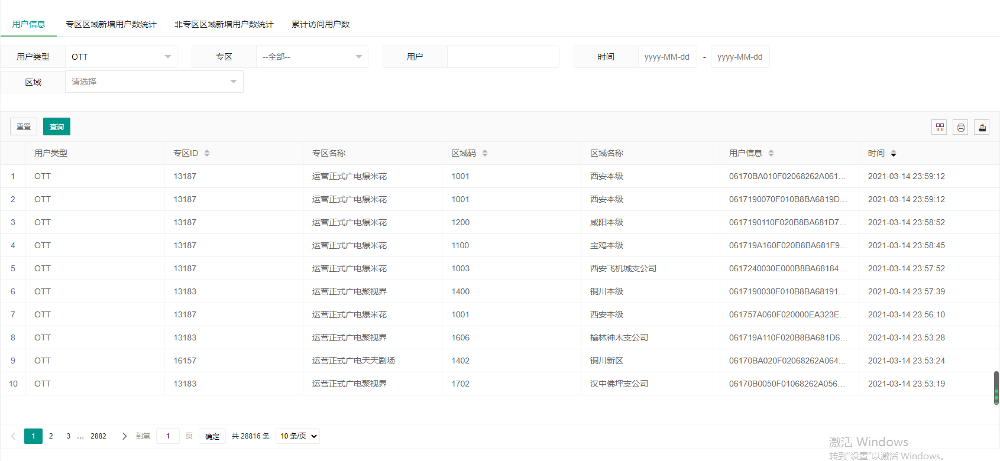 用户信息 专区区域新增用户数统计 非专区区域新增用户数统计 累计访问用户数
用户类型 OTT 专区 --全部-- 用户 时间 yyyy-MM-dd - yyyy-MM-dd
区域 请选择
重置 查询
用户类型 专区ID 专区名称 区域码 区域名称 用户信息 时间
1 OTT 13187 运营正式广电爆米花 1001 西安本级 06170BA010F02068262A061... 2021-03-14 23:59:12
2 OTT 13187 运营正式广电爆米花 1001 西安本级 0617190070F010B8BA6819D... 2021-03-14 23:59:12
3 OTT 13187 运营正式广电爆米花 1200 咸阳本级 0617190110F020B8BA681D7... 2021-03-14 23:58:52
4 OTT 13187 运营正式广电爆米花 1100 宝鸡本级 061719A160F020B8BA681F9... 2021-03-14 23:58:45
5 OTT 13187 运营正式广电爆米花 1003 西安飞机城支公司 0617240030E000B8BA68184... 2021-03-14 23:57:52
6 OTT 13183 运营正式广电聚视界 1400 铜川本级 0617190030F010B8BA68191... 2021-03-14 23:57:39
7 OTT 13187 运营正式广电爆米花 1001 西安本级 061757A060F020000EA323E... 2021-03-14 23:56:10
8 OTT 13183 运营正式广电聚视界 1606 榆林神木支公司 061719A110F020B8BA681D6... 2021-03-14 23:53:28
9 OTT 16157 运营正式广电天天剧场 1402 铜川新区 06170BA020F02068262A064... 2021-03-14 23:53:24
10 OTT 13183 运营正式广电聚视界 1702 汉中佛坪支公司 06170B0050F01068262A056... 2021-03-14 23:53:19
1 2 3 ... 2882 到第 1 页 确定 共 28816 条 10 条/页
激活 Windows
转到“设置”以激活 Windows。